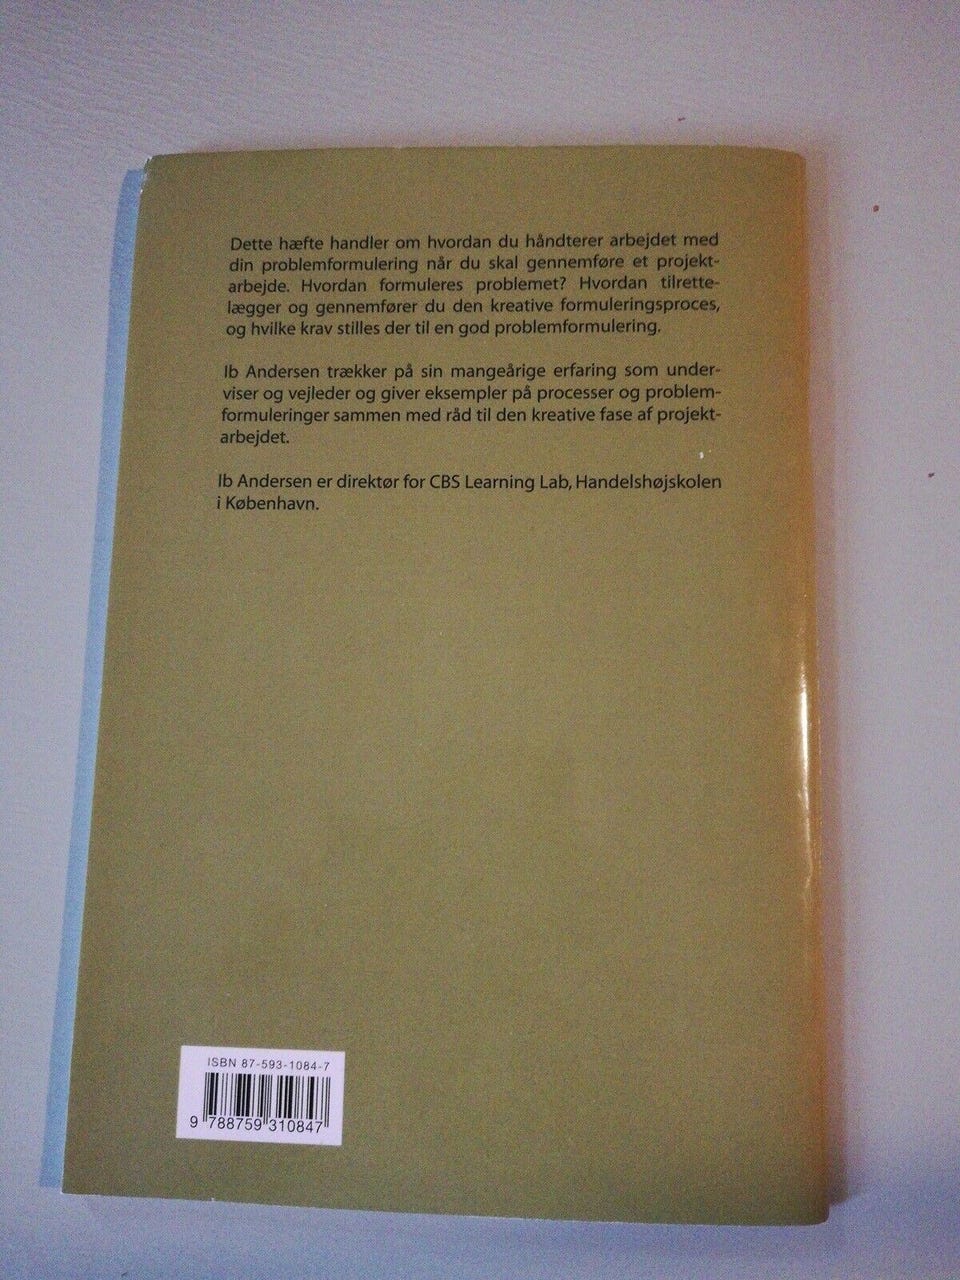 Dette hæfte handler om hvordan du håndterer arbejdet med
din problemformulering når du skal gennemføre et projekt-
arbejde. Hvordan formuleres problemet? Hvordan tilrette-
lægger og gennemfører du den kreative formuleringsproces,
og hvilke krav stilles der til en god problemformulering.
Ib Andersen trækker på sin mangeårige erfaring som under-
viser og vejleder og giver eksempler på processer og problem-
formuleringer sammen med råd til den kreative fase af projekt-
arbejdet.
Ib Andersen er direktør for CBS Learning Lab, Handelshøjskolen
i København.
ISBN 87-593-1084-7
9 788759 310847